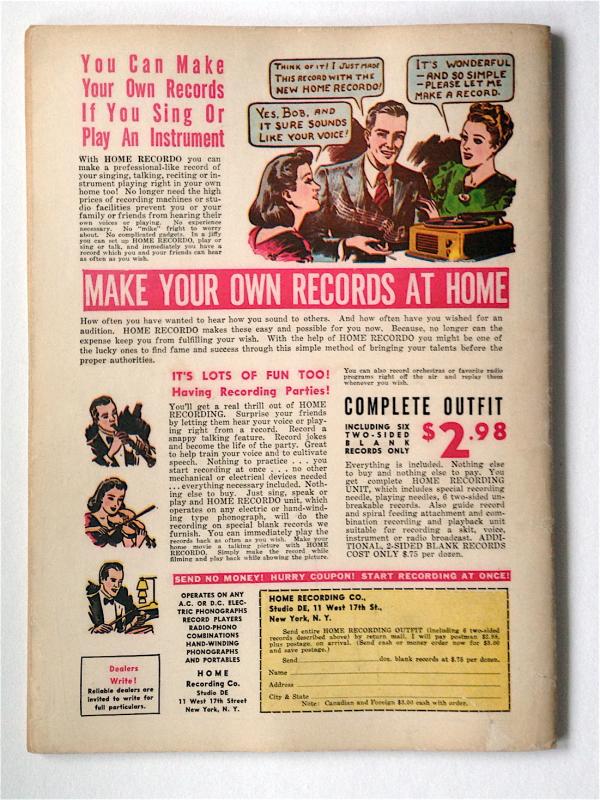 You Can Make
Your Own Records
If You Sing Or
Play An Instrument
With HOME RECORDO you can
make a professional-like record of
your singing, talking, reciting or in-
strument playing right in your own
home too! No longer need the high
prices of recording machines or stu-
dio facilities prevent you or your
family or friends from hearing their
own voices or playing. No experience
necessary. No "mike" fright to worry
about. No complicated gadgets. In a jiffy
you can set up HOME RECORDO, play or
sing or talk, and immediately you have a
record which you and your friends can hear
as often as you wish.
THINK OF IT! I JUST MADE
THIS RECORD WITH THE
NEW HOME RECORDO!
IT'S WONDERFUL
—AND SO SIMPLE
—PLEASE LET ME
MAKE A RECORD.
YES, BOB, AND
IT SURE SOUNDS
LIKE YOUR VOICE!
MAKE YOUR OWN RECORDS AT HOME
How often you have wanted to hear how you sound to others. And how often have you wished for an
audition. HOME RECORDO makes these easy and possible for you now. Because, no longer can the
expense keep you from fulfilling your wish. With the help of HOME RECORDO you might be one of
the lucky ones to find fame and success through this simple method of bringing your talents before the
proper authorities.
IT'S LOTS OF FUN TOO!
Having Recording Parties!
You'll get a real thrill out of HOME
RECORDING. Surprise your friends
by letting them hear your voice or play-
ing right from a record. Record a
snappy talking feature. Record jokes
and become the life of the party. Great
to help train your voice and to cultivate
speech. Nothing to practice . . . you
start recording at once . . . no other
mechanical or electrical devices needed
. . . everything necessary included. Noth-
ing else to buy. Just sing, speak or
play and HOME RECORDO unit, which
operates on any electric or hand-wind-
ing type phonograph, will do the
recording on special blank records we
furnish. You can immediately play the
records back as often as you wish. Make your
home movie a talking picture with HOME
RECORDO. Simply make the record while
filming and play back while showing the picture.
You can also record orchestras or favorite radio
programs right off the air and replay them
whenever you wish.
COMPLETE OUTFIT
INCLUDING SIX
TWO-SIDED
BLANK
RECORDS ONLY
$2.98
Everything is included. Nothing else
to buy and nothing else to pay. You
get complete HOME RECORDING
UNIT, which includes special recording
needle, playing needles, 6 two-sided un-
breakable records. Also guide record
and spiral feeding attachment and com-
bination recording and playback unit
suitable for recording a skit, voice,
instrument or radio broadcast. ADDI-
TIONAL, 2-SIDED BLANK RECORDS
COST ONLY $.75 per dozen.
SEND NO MONEY! HURRY COUPON! START RECORDING AT ONCE!
OPERATES ON ANY
A.C. OR D.C. ELEC-
TRIC PHONOGRAPHS
RECORD PLAYERS
RADIO-PHONO
COMBINATIONS
HAND-WINDING
PHONOGRAPHS
AND PORTABLES
HOME
Recording Co.
Studio DE
11 West 17th Street
New York, N. Y.
Dealers
Write!
Reliable dealers are
invited to write for
full particulars.
HOME RECORDING CO.,
Studio DE, 11 West 17th St.,
New York, N. Y.
Send entire HOME RECORDING OUTFIT (including 6 two-sided
records described above) by return mail. I will pay postman $2.98,
plus postage, on arrival. (Send cash or money order now for $3.00
and save postage.)
Send doz. blank records at $.75 per dozen.
Name
Address
City & State
Note: Canadian and Foreign $3.00 cash with order.